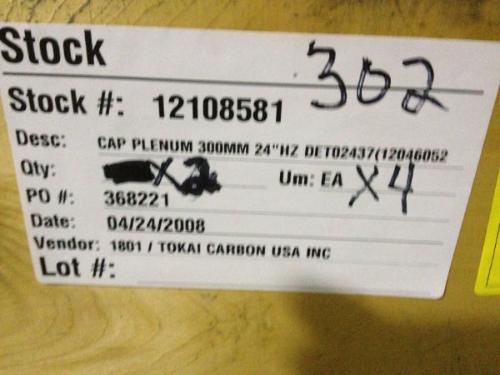 Stock 302
Stock #: 12108581
Desc: CAP PLENUM 300MM 24"HZ DET02437(12046052
Qty: X2 Um: EA X4
PO #: 368221
Date: 04/24/2008
Vendor: 1801 / TOKAI CARBON USA INC
Lot #: